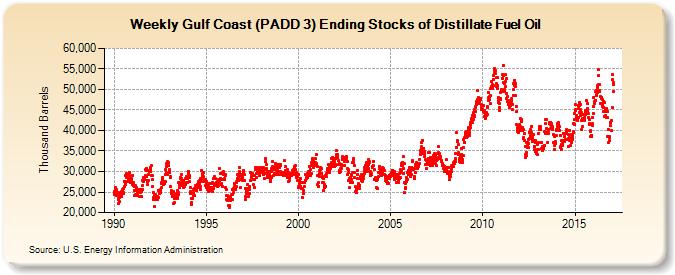 Weekly Gulf Coast (PADD 3) Ending Stocks of Distillate Fuel Oil
Thousand Barrels
60,000
55,000
50,000
45,000
40,000
35,000
30,000
25,000
20,000
1990 1995 2000 2005 2010 2015
Source: U.S. Energy Information Administration